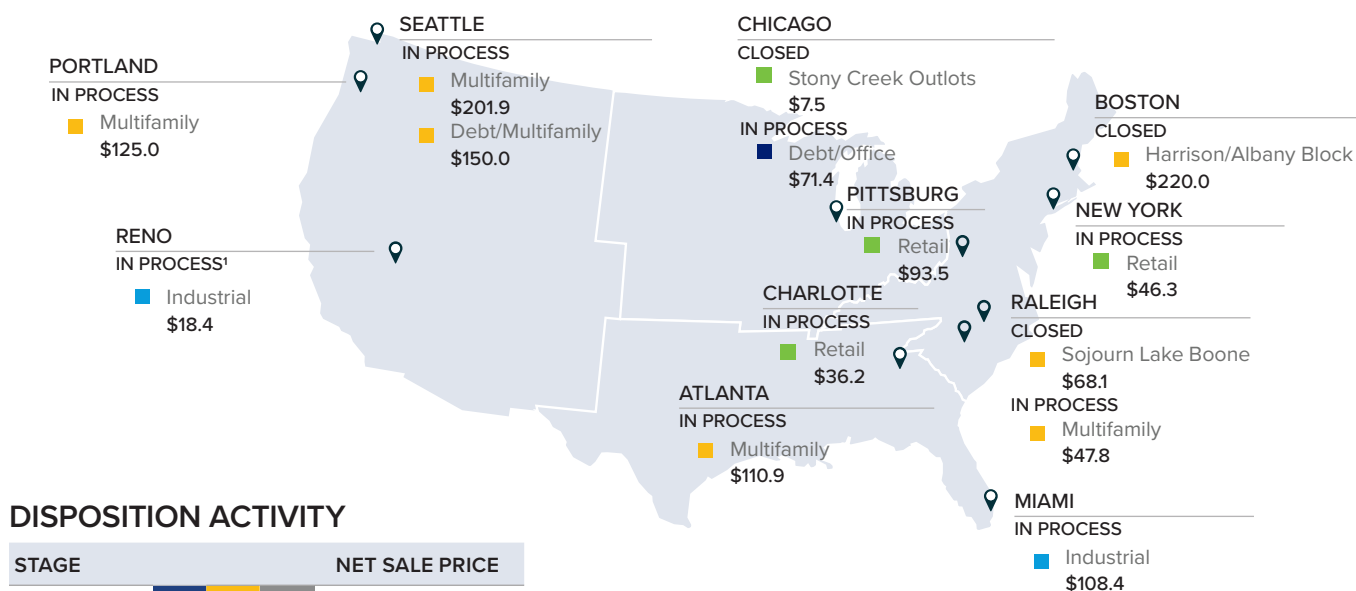 SEATTLE
IN PROCESS
Multifamily
$201.9
Debt/Multifamily
$150.0
PORTLAND
IN PROCESS
Multifamily
$125.0
RENO
IN PROCESS¹
Industrial
$18.4
CHICAGO
CLOSED
Stony Creek Outlots
$7.5
IN PROCESS
Debt/Office
$71.4
BOSTON
CLOSED
Harrison/Albany Block
$220.0
PITTSBURG
IN PROCESS
Retail
$93.5
NEW YORK
IN PROCESS
Retail
$46.3
CHARLOTTE
IN PROCESS
Retail
$36.2
RALEIGH
CLOSED
Sojourn Lake Boone
$68.1
IN PROCESS
Multifamily
$47.8
ATLANTA
IN PROCESS
Multifamily
$110.9
MIAMI
IN PROCESS
Industrial
$108.4
DISPOSITION ACTIVITY
STAGE NET SALE PRICE